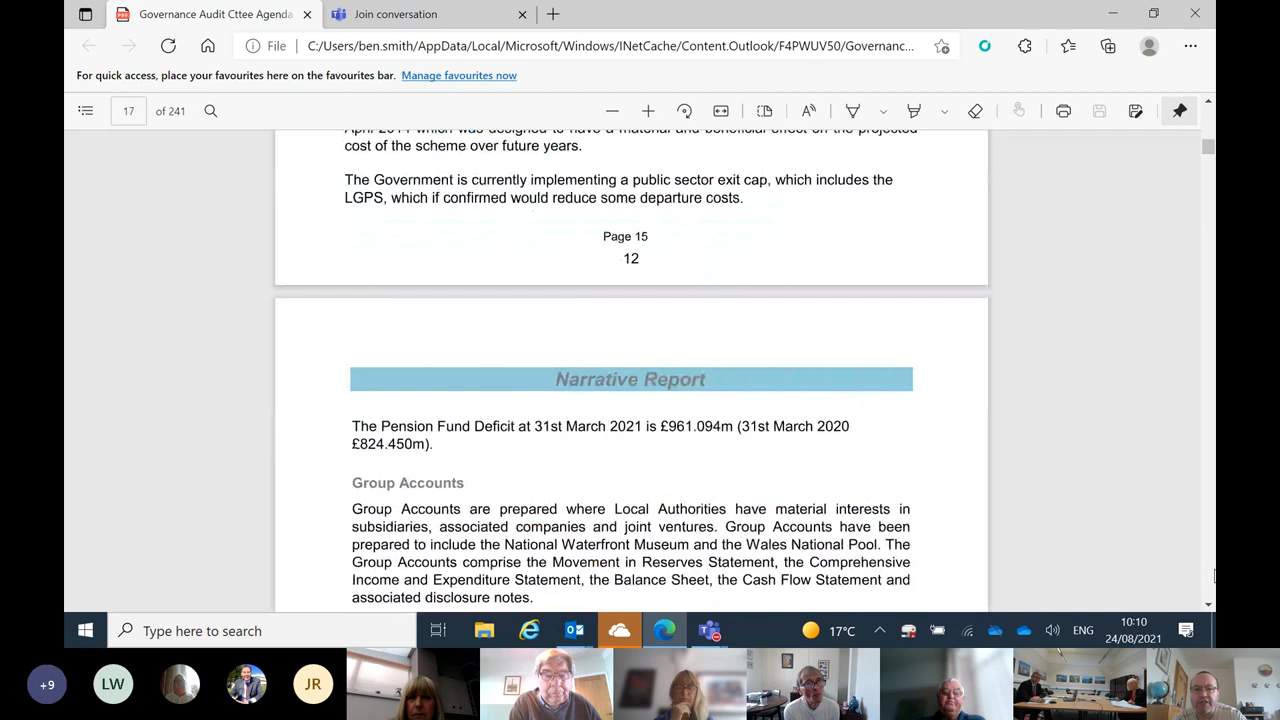 Governance Audit Cttee Agenda
Join conversation
File
C:/Users/ben.smith/AppData/Local/Microsoft/Windows/INetCache/Content.Outlook/F4PWUV50/Governanc...
For quick access, place your favourites here on the favourites bar. Manage favourites now
17 of 241
cost of the scheme over future years.
The Government is currently implementing a public sector exit cap, which includes the
LGPS, which if confirmed would reduce some departure costs.
Page 15
12
Narrative Report
The Pension Fund Deficit at 31st March 2021 is £961.094m (31st March 2020
£824.450m).
Group Accounts
Group Accounts are prepared where Local Authorities have material interests in
subsidiaries, associated companies and joint ventures. Group Accounts have been
prepared to include the National Waterfront Museum and the Wales National Pool. The
Group Accounts comprise the Movement in Reserves Statement, the Comprehensive
Income and Expenditure Statement, the Balance Sheet, the Cash Flow Statement and
associated disclosure notes.
Type here to search
17°C
ENG
10:10
24/08/2021
+9
LW
JR